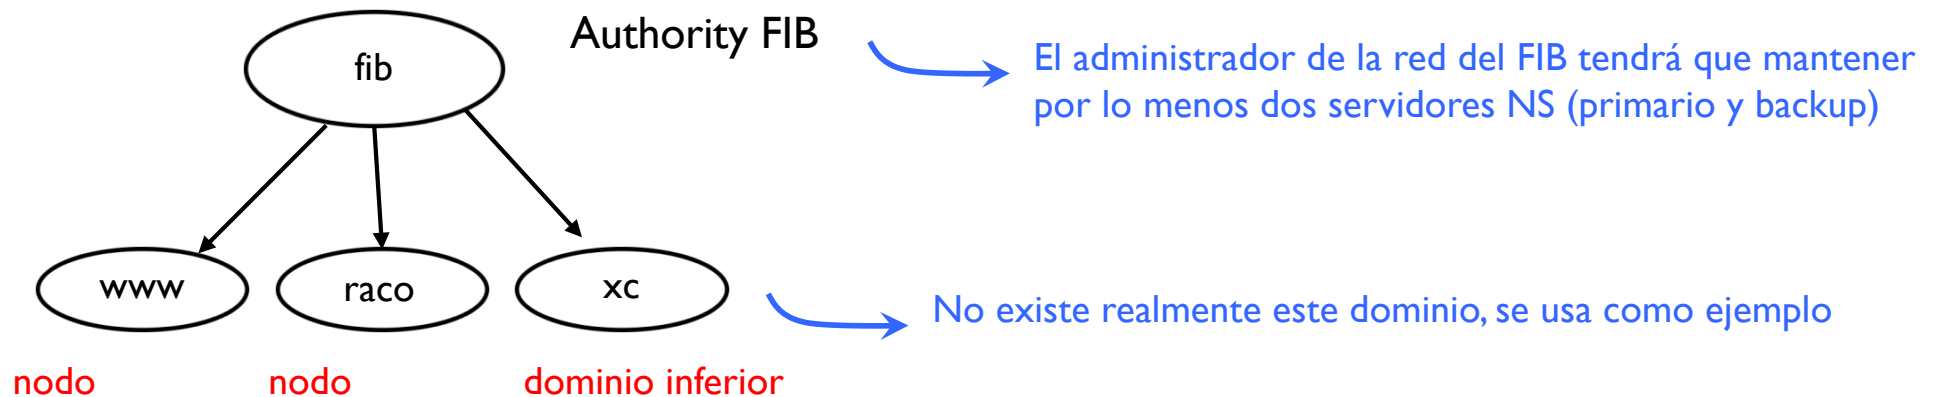 fib
Authority FIB
El administrador de la red del FIB tendrá que mantener
por lo menos dos servidores NS (primario y backup)
www
raco
xc
No existe realmente este dominio, se usa como ejemplo
nodo
nodo
dominio inferior